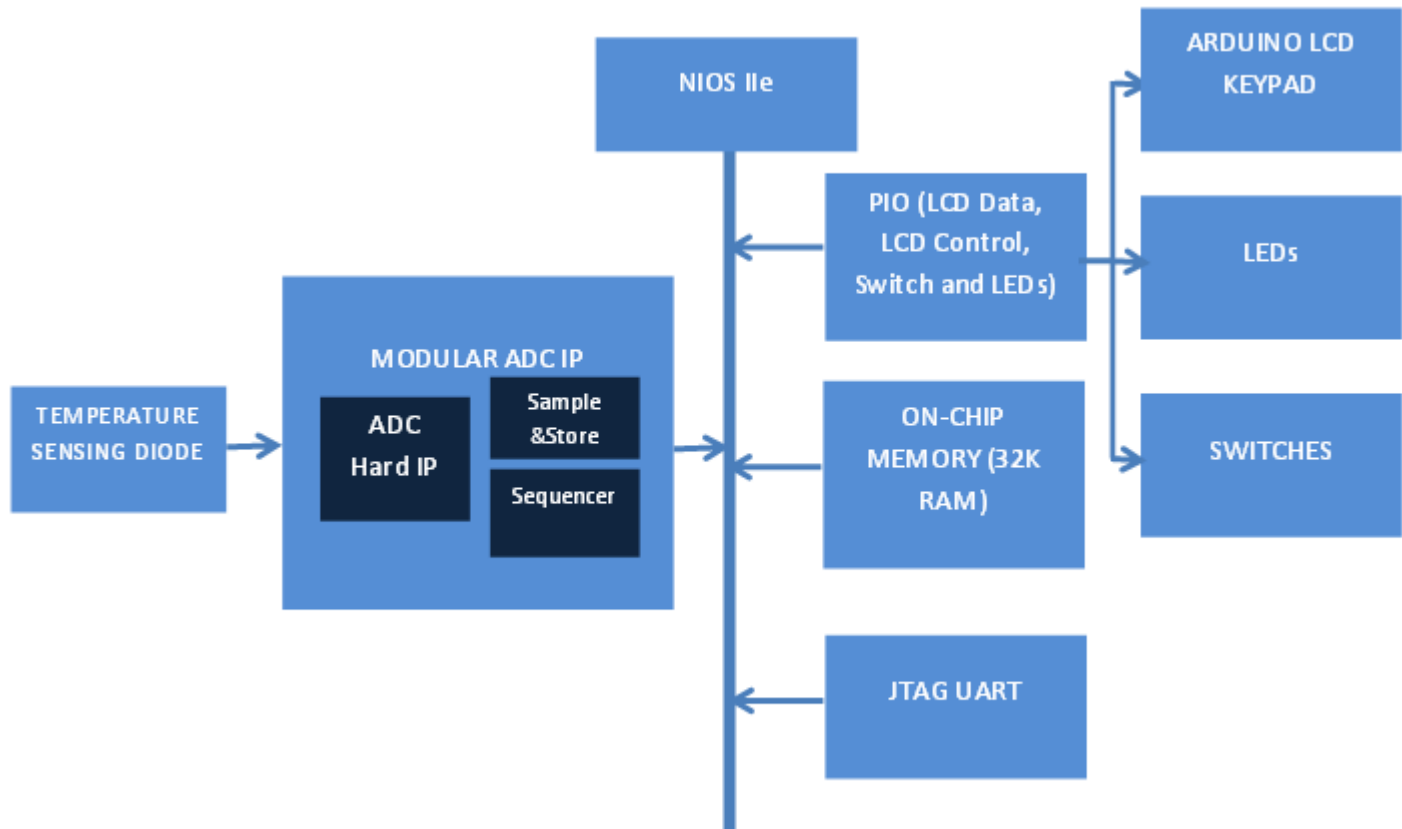 NIOS IIe
ARDUINO LCD
KEYPAD
PIO (LCD Data,
LCD Control,
Switch and LEDs)
LEDs
MODULAR ADC IP
ADC
Hard IP
Sample
&Store
Sequencer
TEMPERATURE
SENSING DIODE
ON-CHIP
MEMORY (32K
RAM)
SWITCHES
JTAG UART